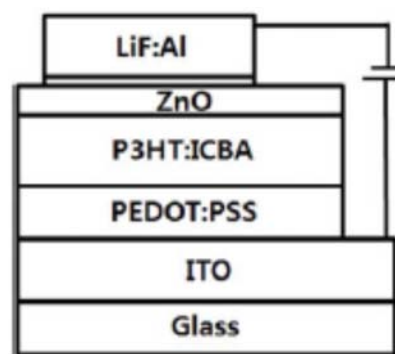 LiF:Al
ZnO
P3HT:ICBA
PEDOT:PSS
ITO
Glass